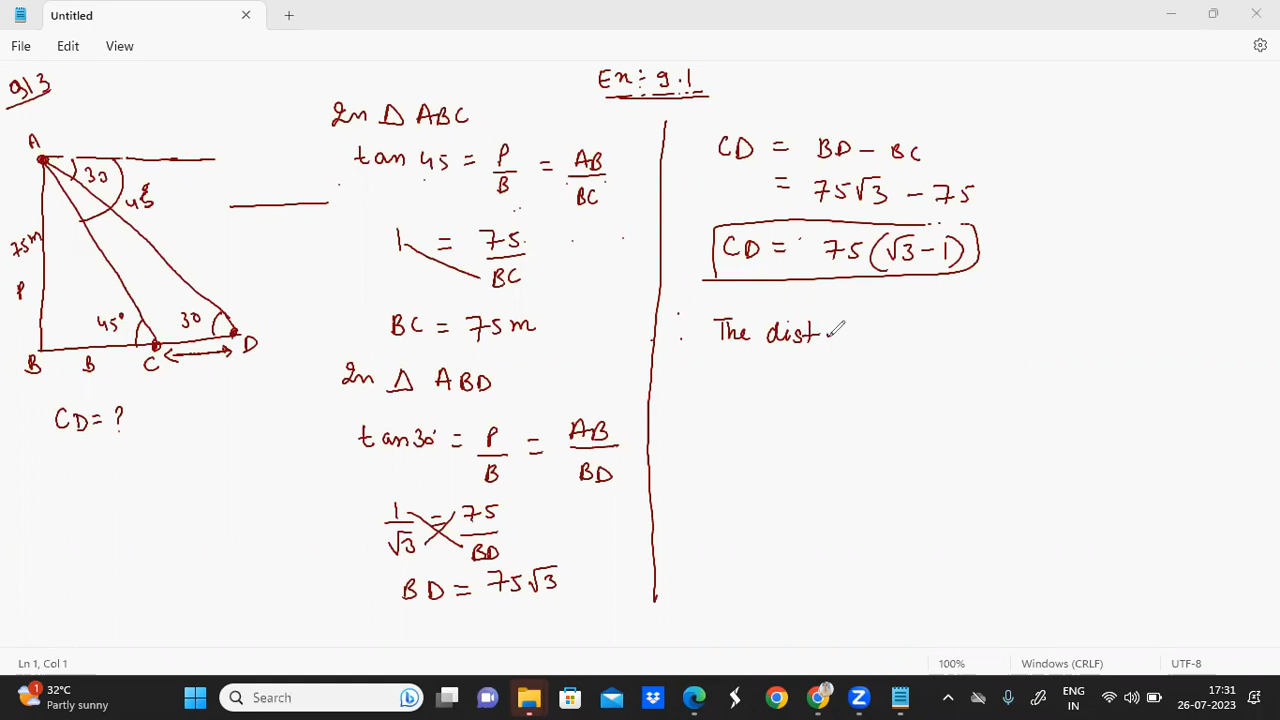 Untitled
File Edit View
Ex:- 9.1
913
A
30
45
75m
P
45°
30
B B C D
CD = ?
In Δ ABC
tan 45 = P/B = AB/BC
1 = 75/BC
BC = 75m
In Δ ABD
tan 30° = P/B = AB/BD
1/√3 = 75/BD
BD = 75√3
CD = BD - BC
= 75√3 - 75
CD = 75(√3 - 1)
∴ The dist
Ln 1, Col 1 100% Windows (CRLF) UTF-8
1
32°C
Partly sunny
Search
ENG
IN
17:31
26-07-2023